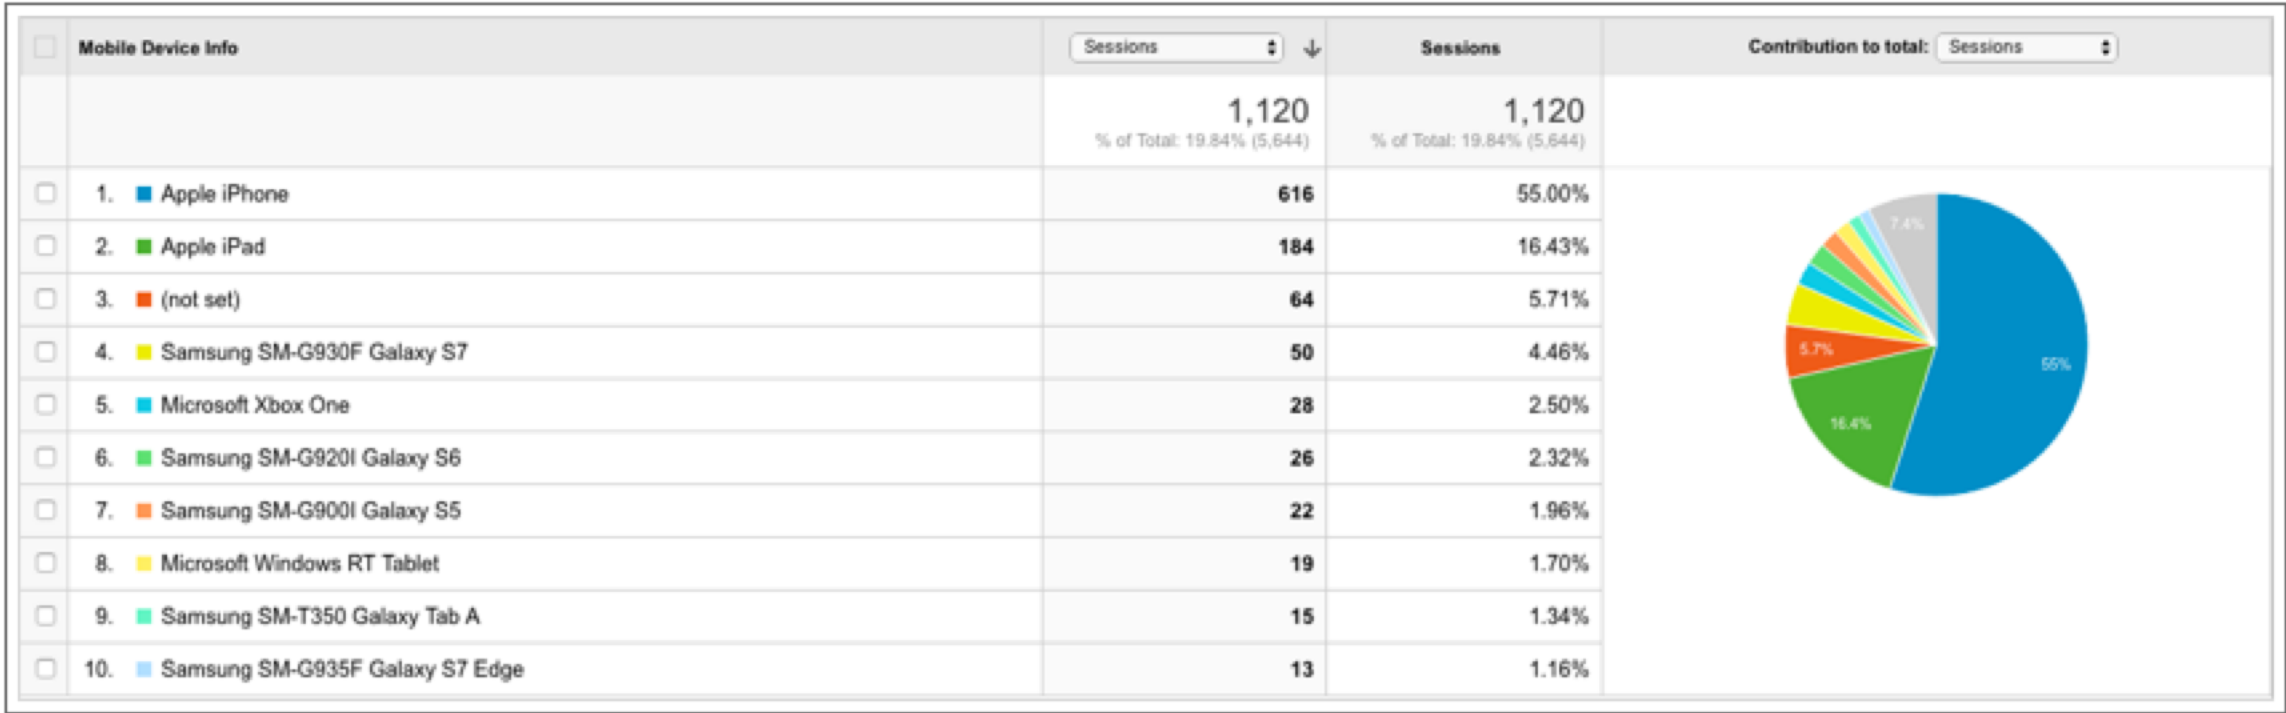 Mobile Device Info Sessions Sessions Contribution to total: Sessions
1,120 1,120
% of Total: 19.84% (5,644) % of Total: 19.84% (5,644)
1. Apple iPhone 616 55.00%
2. Apple iPad 184 16.43%
3. (not set) 64 5.71%
4. Samsung SM-G930F Galaxy S7 50 4.46%
5. Microsoft Xbox One 28 2.50%
6. Samsung SM-G920I Galaxy S6 26 2.32%
7. Samsung SM-G900I Galaxy S5 22 1.96%
8. Microsoft Windows RT Tablet 19 1.70%
9. Samsung SM-T350 Galaxy Tab A 15 1.34%
10. Samsung SM-G935F Galaxy S7 Edge 13 1.16%
7.4%
5.7%
55%
16.4%